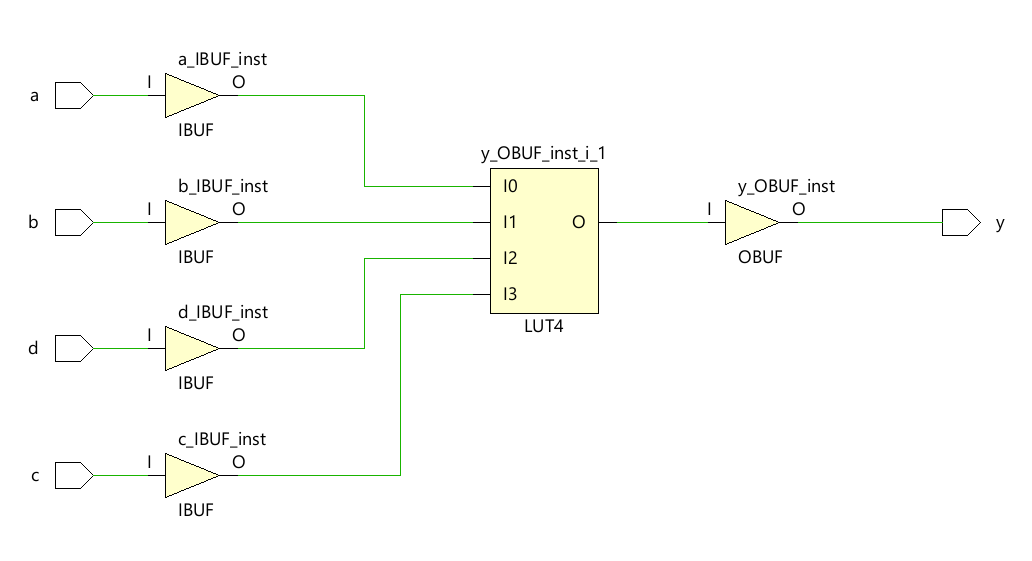 a_IBUF_inst
I
O
a
IBUF
y_OBUF_inst_i_1
b_IBUF_inst
I0
y_OBUF_inst
I
O
I
O
b
I1
O
y
IBUF
I2
OBUF
I3
d_IBUF_inst
LUT4
I
O
d
IBUF
c_IBUF_inst
I
O
c
IBUF